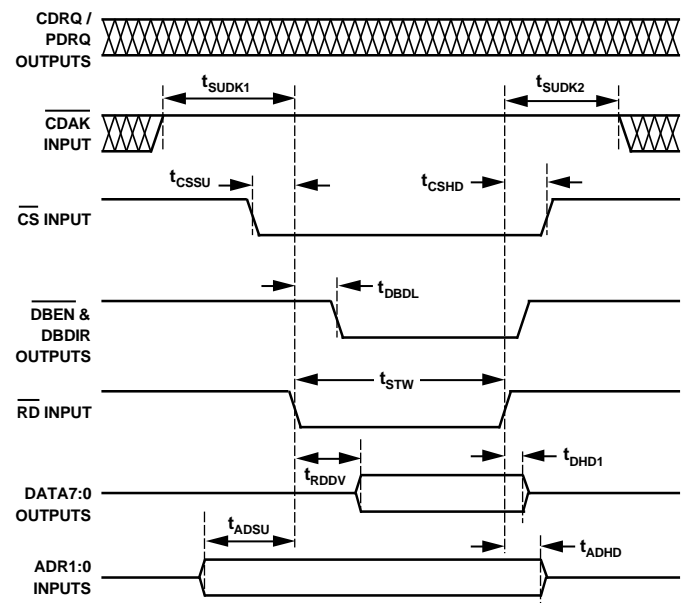 CDRQ /
PDRQ
OUTPUTS
tSUDK1
tSUDK2
CDAK
INPUT
tCSSU
tCSHD
CS INPUT
tDBDL
DBEN &
DBDIR
OUTPUTS
tSTW
RD INPUT
tRDDV
tDHD1
DATA7:0
OUTPUTS
tADSU
tADHD
ADR1:0
INPUTS